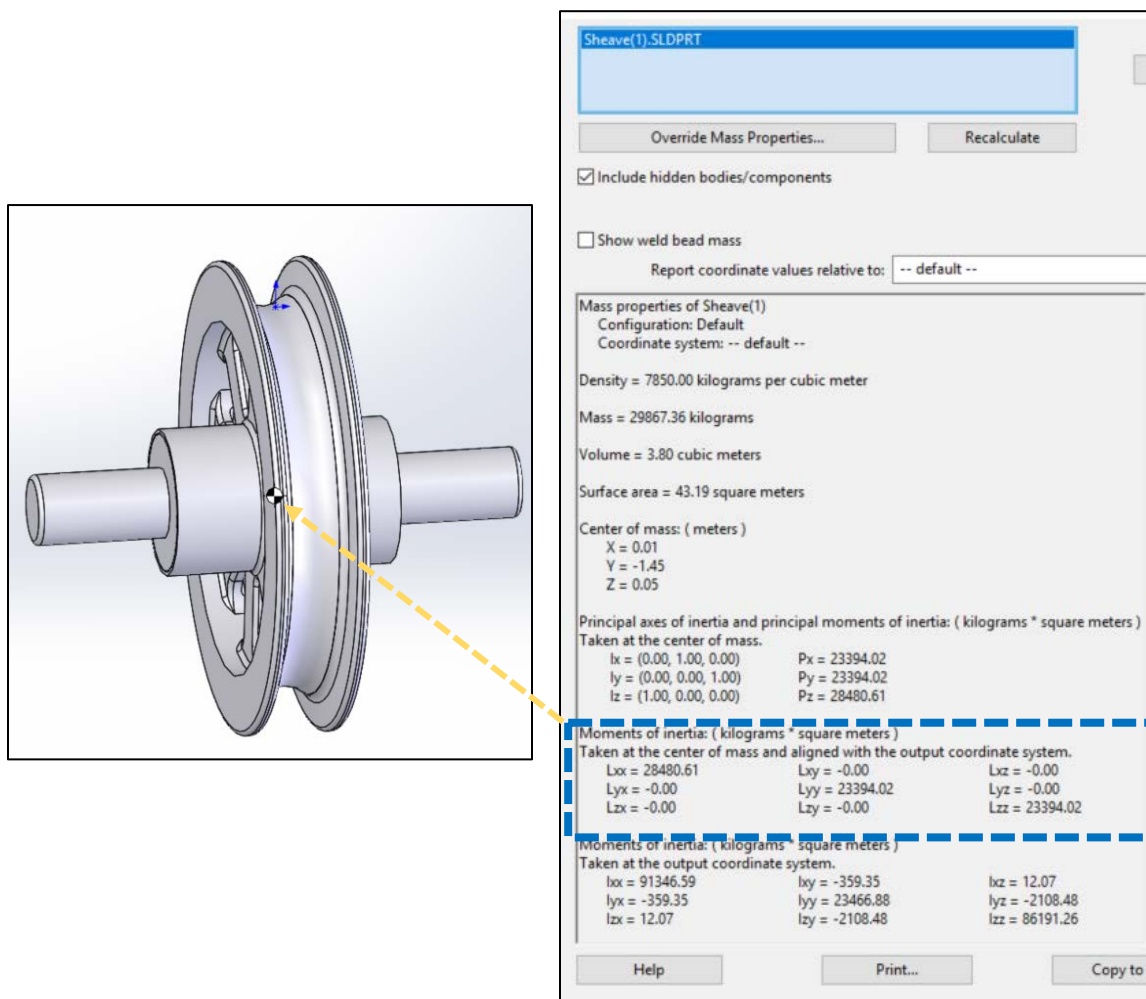 Sheave(1).SLDPRT
Override Mass Properties... Recalculate
Include hidden bodies/components
Show weld bead mass
Report coordinate values relative to: -- default --
Mass properties of Sheave(1)
Configuration: Default
Coordinate system: -- default --
Density = 7850.00 kilograms per cubic meter
Mass = 29867.36 kilograms
Volume = 3.80 cubic meters
Surface area = 43.19 square meters
Center of mass: ( meters )
X = 0.01
Y = -1.45
Z = 0.05
Principal axes of inertia and principal moments of inertia: ( kilograms * square meters )
Taken at the center of mass.
Ix = (0.00, 1.00, 0.00) Px = 23394.02
Iy = (0.00, 0.00, 1.00) Py = 23394.02
Iz = (1.00, 0.00, 0.00) Pz = 28480.61
Moments of inertia: ( kilograms * square meters )
Taken at the center of mass and aligned with the output coordinate system.
Lxx = 28480.61 Lxy = -0.00 Lxz = -0.00
Lyx = -0.00 Lyy = 23394.02 Lyz = -0.00
Lzx = -0.00 Lzy = -0.00 Lzz = 23394.02
Moments of inertia: ( kilograms * square meters )
Taken at the output coordinate system.
Ixx = 91346.59 Ixy = -359.35 Ixz = 12.07
Iyx = -359.35 Iyy = 23466.88 Iyz = -2108.48
Izx = 12.07 Izy = -2108.48 Izz = 86191.26
Help Print... Copy to